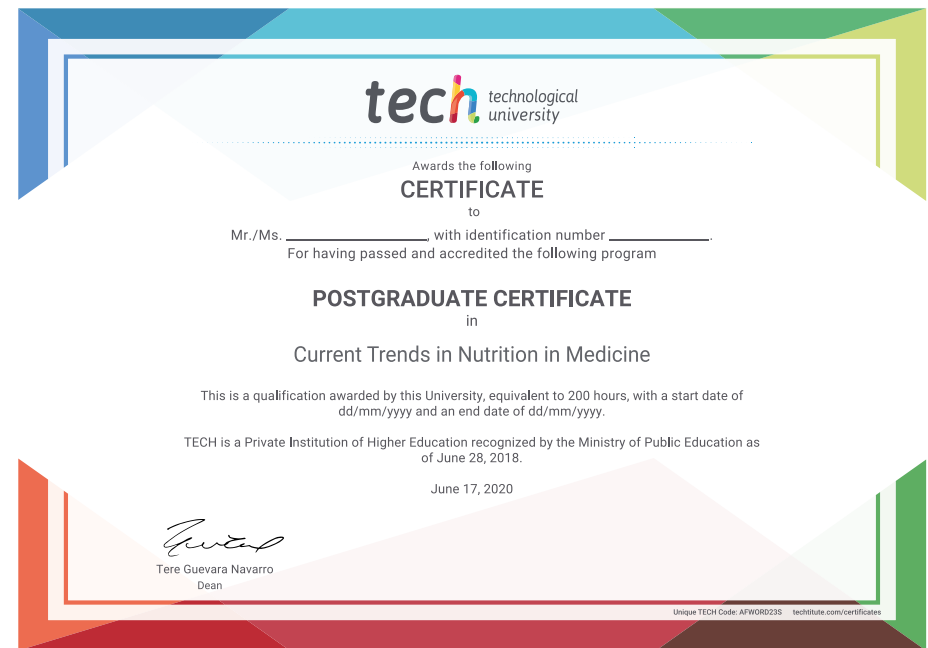 tech technological
university
Awards the following
CERTIFICATE
to
Mr./Ms. ____________________, with identification number ______________.
For having passed and accredited the following program
POSTGRADUATE CERTIFICATE
in
Current Trends in Nutrition in Medicine
This is a qualification awarded by this University, equivalent to 200 hours, with a start date of
dd/mm/yyyy and an end date of dd/mm/yyyy.
TECH is a Private Institution of Higher Education recognized by the Ministry of Public Education as
of June 28, 2018.
June 17, 2020
Tere Guevara Navarro
Dean
Unique TECH Code: AFWORD23S techtitute.com/certificates